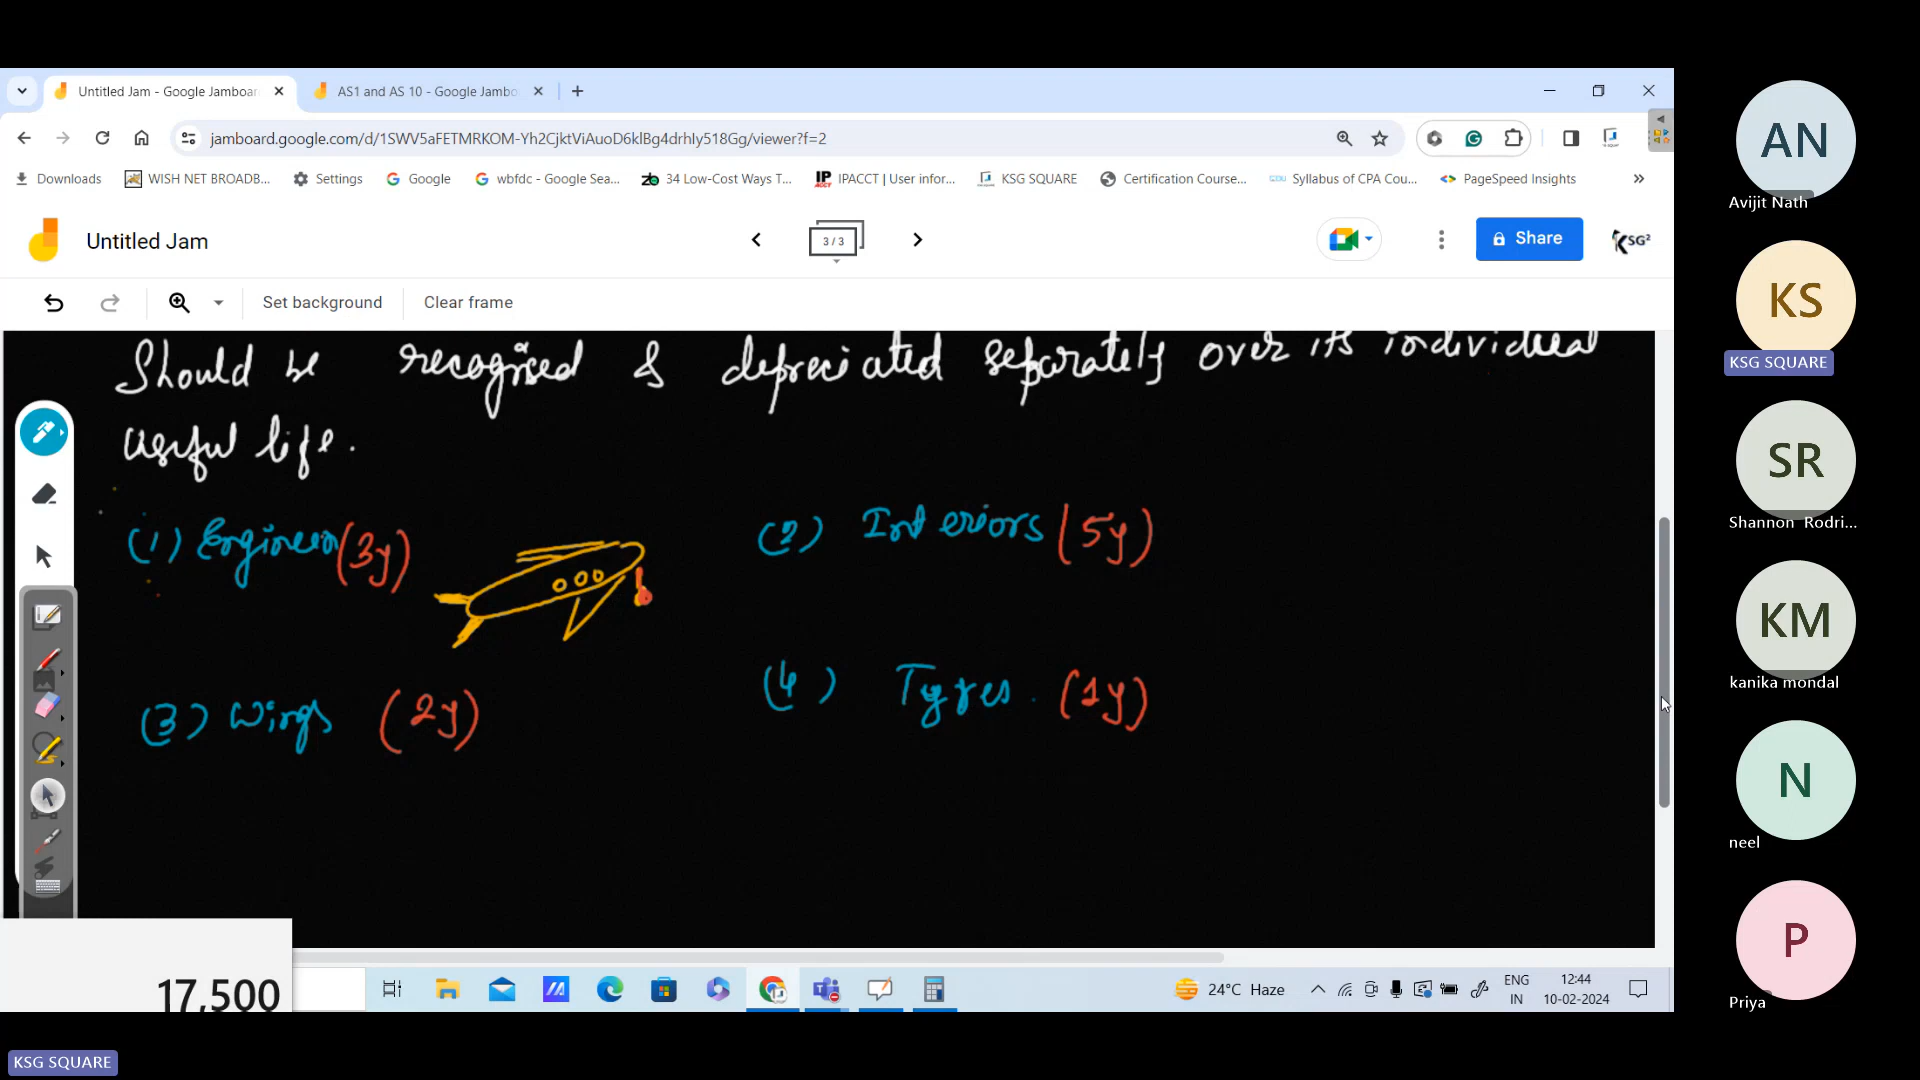 AN
Avijit Nath
Untitled Jam - Google Jamboar
AS1 and AS 10 - Google Jambo
jamboard.google.com/d/1SWV5aFETMRKOM-Yh2CjktViAuoD6klBg4drhIy518Gg/viewer?f=2
Downloads WISH NET BROADB... Settings Google wbfdc - Google Sea... 34 Low-Cost Ways T... IPACCT | User infor... KSG SQUARE Certification Course... Syllabus of CPA Cou... PageSpeed Insights
Untitled Jam 3 / 3 Share KSG²
Set background Clear frame
KS
KSG SQUARE
Should be recognised & depreciated separately over its individual
useful life.
SR
Shannon Rodri...
(1) Engines (3y)
(2) Interiors (5y)
KM
kanika mondal
(3) Wings (2y)
(4) Tyres. (1y)
N
neel
P
Priya
17,500
24°C Haze ENG IN 12:44 10-02-2024
KSG SQUARE